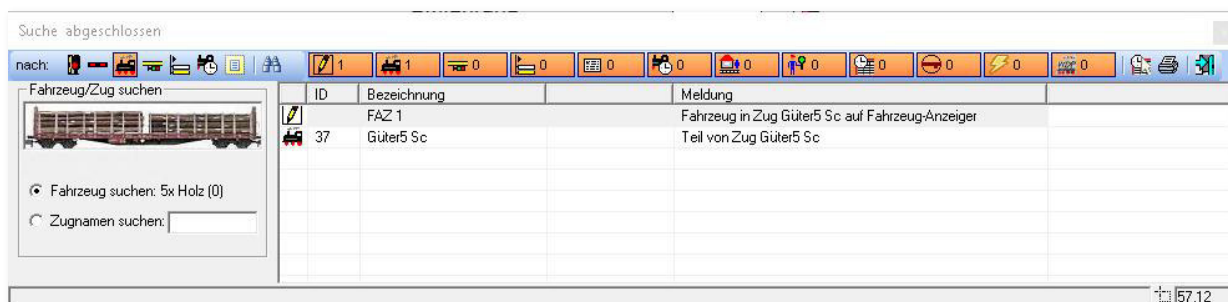 Suche abgeschlossen
nach: 1 1 0 0 0 0 0 0 0 0 0 0
Fahrzeug/Zug suchen
ID Bezeichnung Meldung
FAZ 1 Fahrzeug in Zug Güter5 Sc auf Fahrzeug-Anzeiger
37 Güter5 Sc Teil von Zug Güter5 Sc
Fahrzeug suchen: 5x Holz (0)
Zugnamen suchen:
57,12